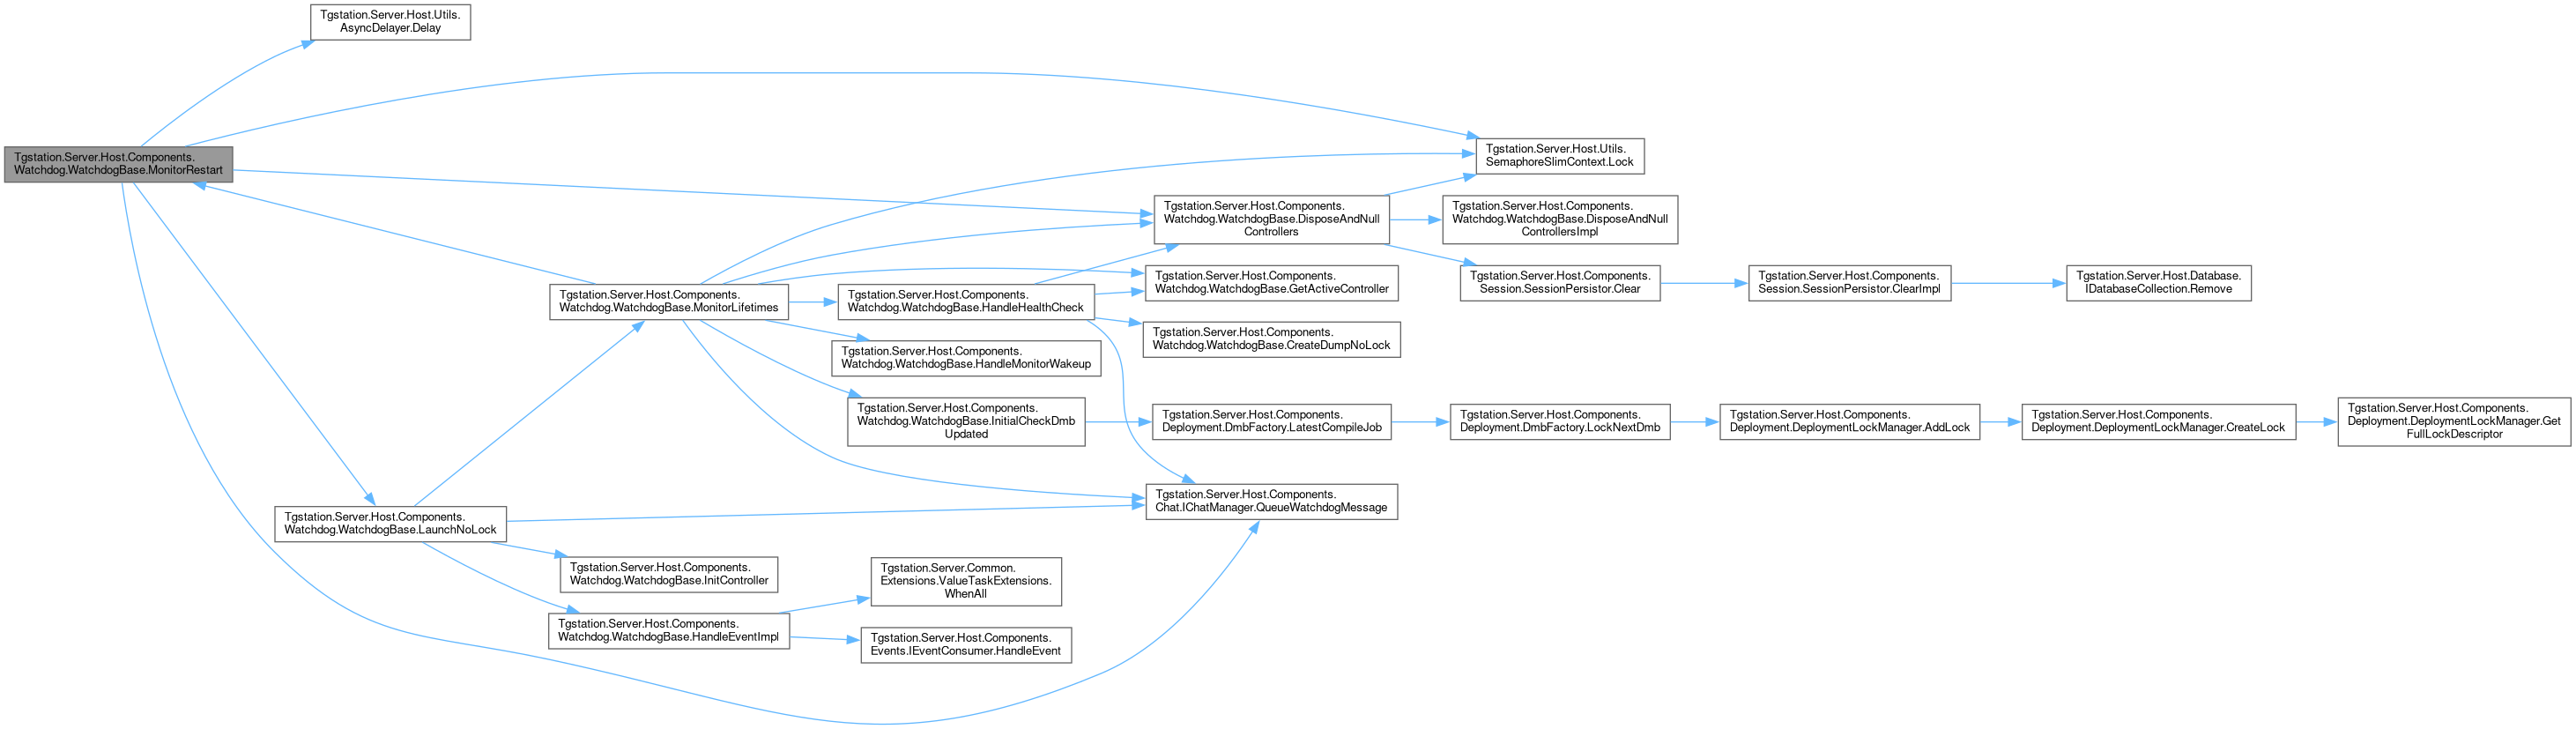 Tgstation.Server.Host.Utils.
AsyncDelayer.Delay
Tgstation.Server.Host.Components.
Watchdog.WatchdogBase.MonitorRestart
Tgstation.Server.Host.Utils.
SemaphoreSlimContext.Lock
Tgstation.Server.Host.Components.
Watchdog.WatchdogBase.DisposeAndNull
Controllers
Tgstation.Server.Host.Components.
Watchdog.WatchdogBase.DisposeAndNull
ControllersImpl
Tgstation.Server.Host.Components.
Watchdog.WatchdogBase.MonitorLifetimes
Tgstation.Server.Host.Components.
Watchdog.WatchdogBase.HandleHealthCheck
Tgstation.Server.Host.Components.
Watchdog.WatchdogBase.GetActiveController
Tgstation.Server.Host.Components.
Session.SessionPersistor.Clear
Tgstation.Server.Host.Components.
Session.SessionPersistor.ClearImpl
Tgstation.Server.Host.Database.
IDatabaseCollection.Remove
Tgstation.Server.Host.Components.
Watchdog.WatchdogBase.CreateDumpNoLock
Tgstation.Server.Host.Components.
Watchdog.WatchdogBase.HandleMonitorWakeup
Tgstation.Server.Host.Components.
Watchdog.WatchdogBase.InitialCheckDmb
Updated
Tgstation.Server.Host.Components.
Deployment.DmbFactory.LatestCompileJob
Tgstation.Server.Host.Components.
Deployment.DmbFactory.LockNextDmb
Tgstation.Server.Host.Components.
Deployment.DeploymentLockManager.AddLock
Tgstation.Server.Host.Components.
Deployment.DeploymentLockManager.CreateLock
Tgstation.Server.Host.Components.
Deployment.DeploymentLockManager.Get
FullLockDescriptor
Tgstation.Server.Host.Components.
Chat.IChatManager.QueueWatchdogMessage
Tgstation.Server.Host.Components.
Watchdog.WatchdogBase.LaunchNoLock
Tgstation.Server.Host.Components.
Watchdog.WatchdogBase.InitController
Tgstation.Server.Common.
Extensions.ValueTaskExtensions.
WhenAll
Tgstation.Server.Host.Components.
Watchdog.WatchdogBase.HandleEventImpl
Tgstation.Server.Host.Components.
Events.IEventConsumer.HandleEvent